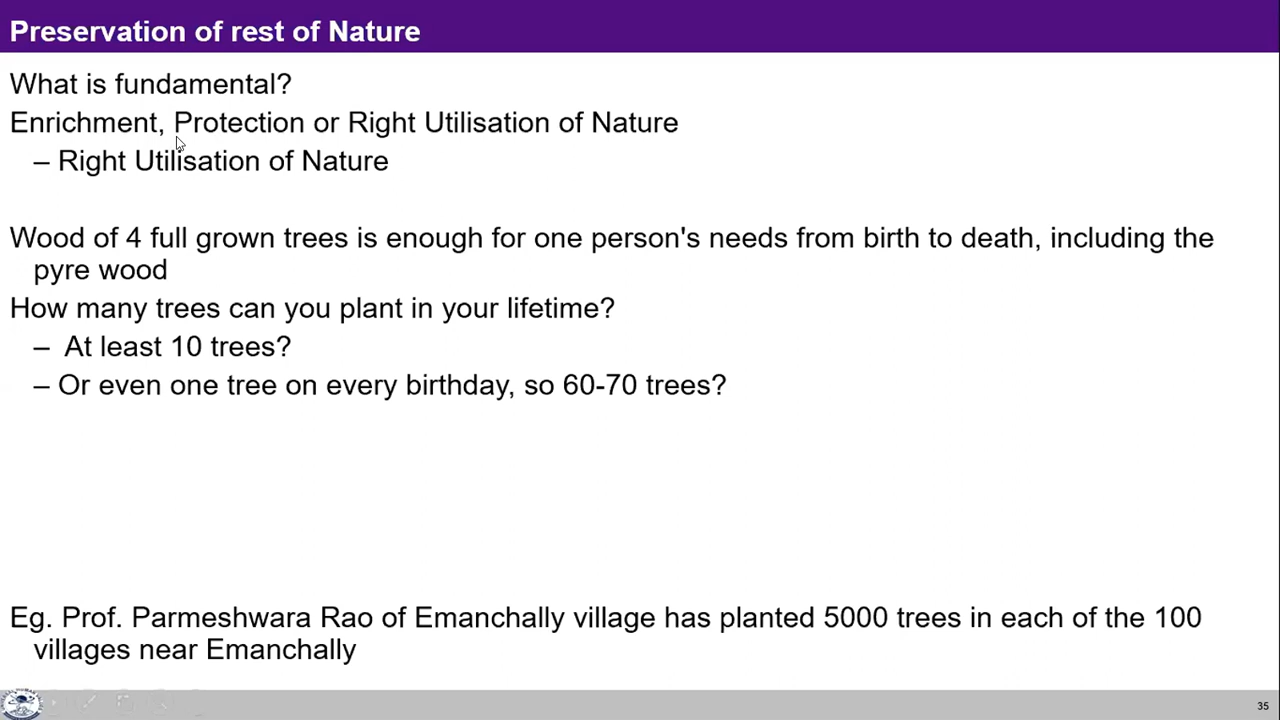 Preservation of rest of Nature
What is fundamental?
Enrichment, Protection or Right Utilisation of Nature
– Right Utilisation of Nature
Wood of 4 full grown trees is enough for one person's needs from birth to death, including the
pyre wood
How many trees can you plant in your lifetime?
– At least 10 trees?
– Or even one tree on every birthday, so 60-70 trees?
Eg. Prof. Parmeshwara Rao of Emanchally village has planted 5000 trees in each of the 100
villages near Emanchally
35